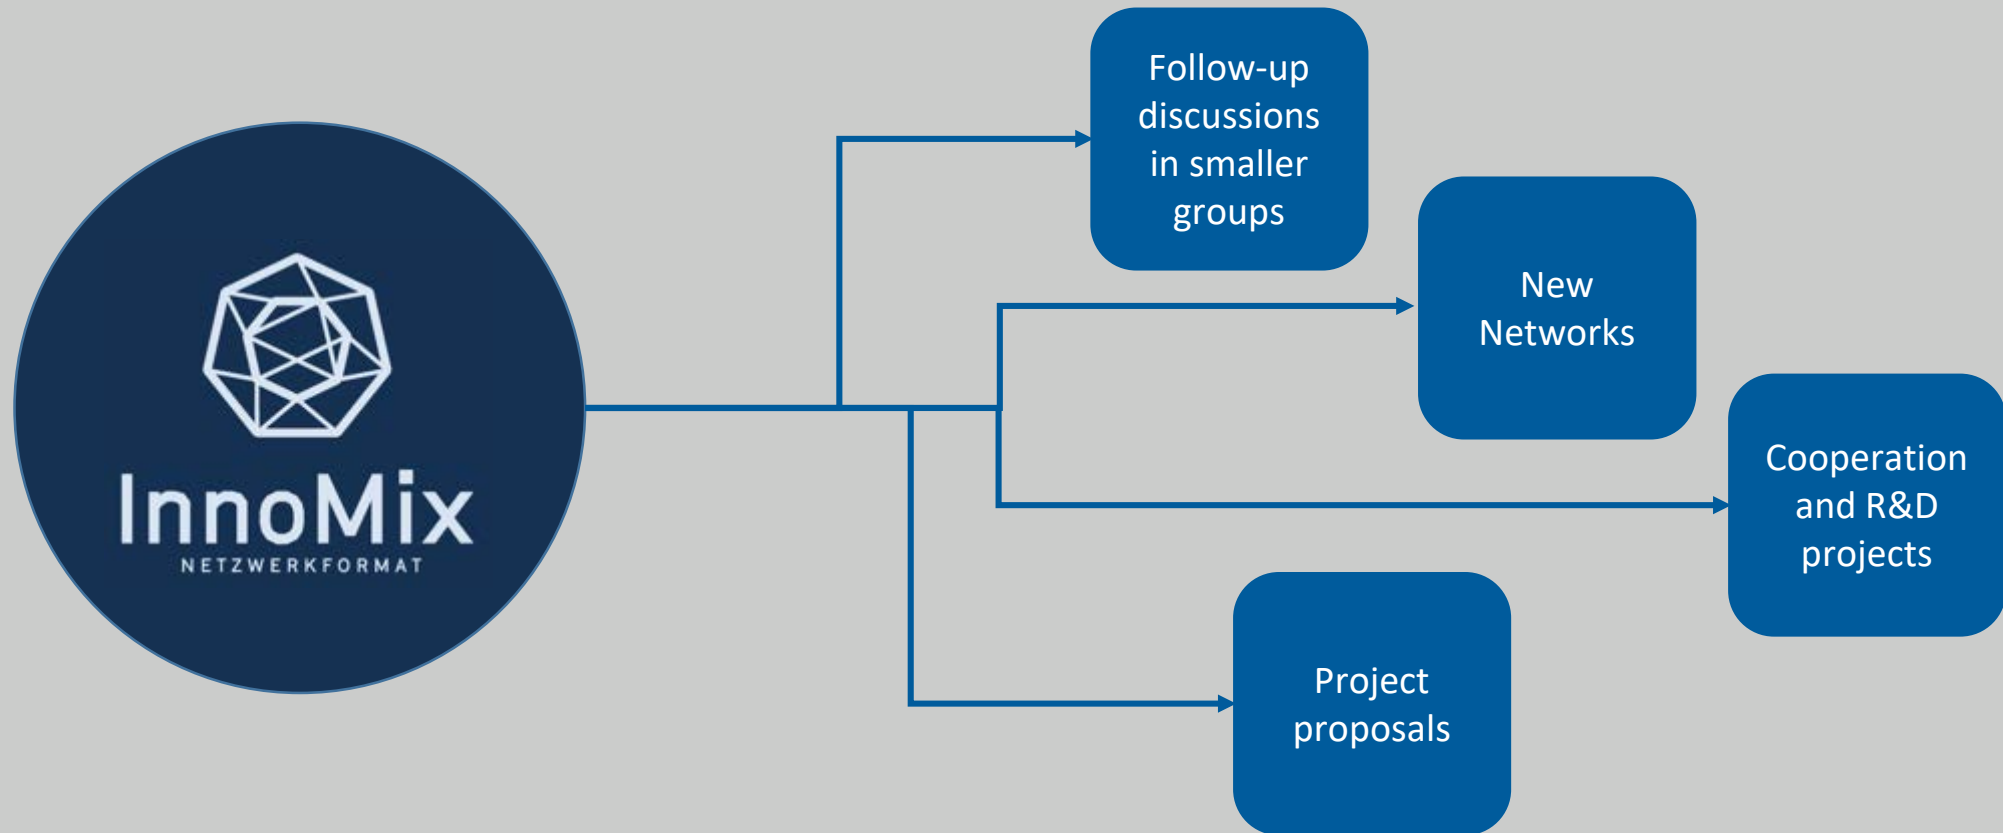 InnoMix
NETZWERKFORMAT
Follow-up
discussions
in smaller
groups
New
Networks
Cooperation
and R&D
projects
Project
proposals